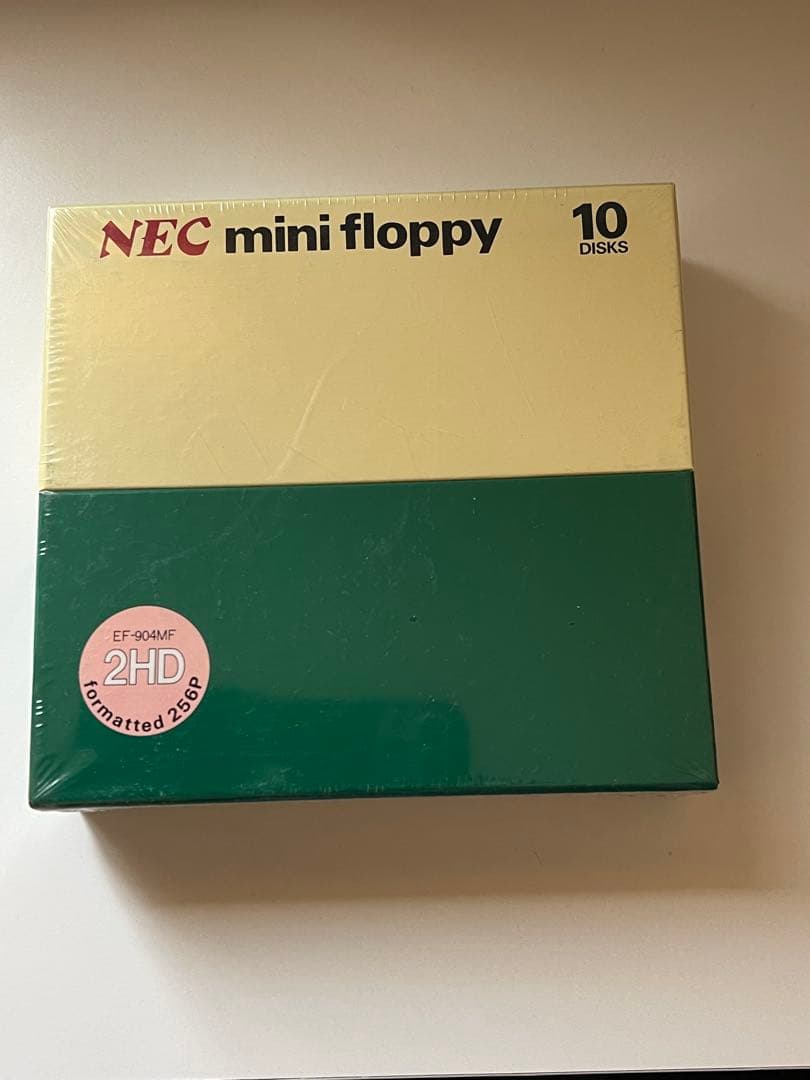 NEC mini floppy
10
DISKS
EF-904MF
2HD
formatted 256P